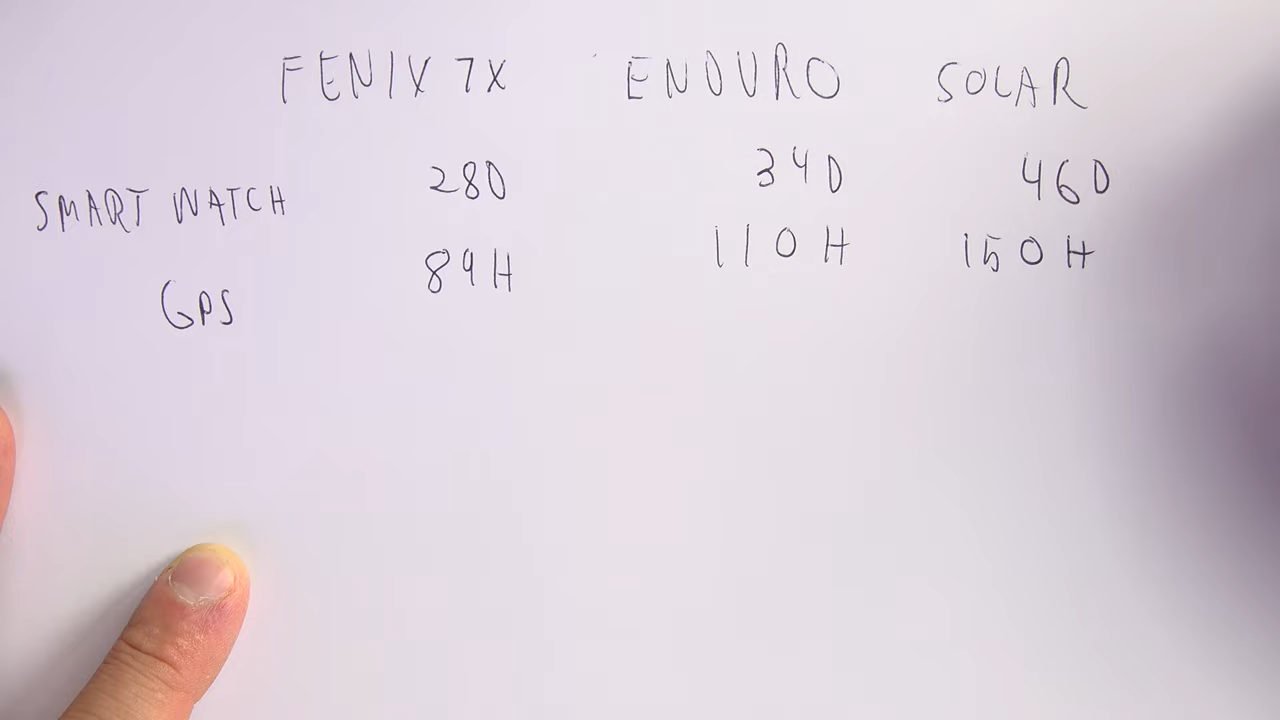 FENIX 7X ENDURO SOLAR
SMART WATCH 28D 34D 46D
GPS 89H 110H 150H